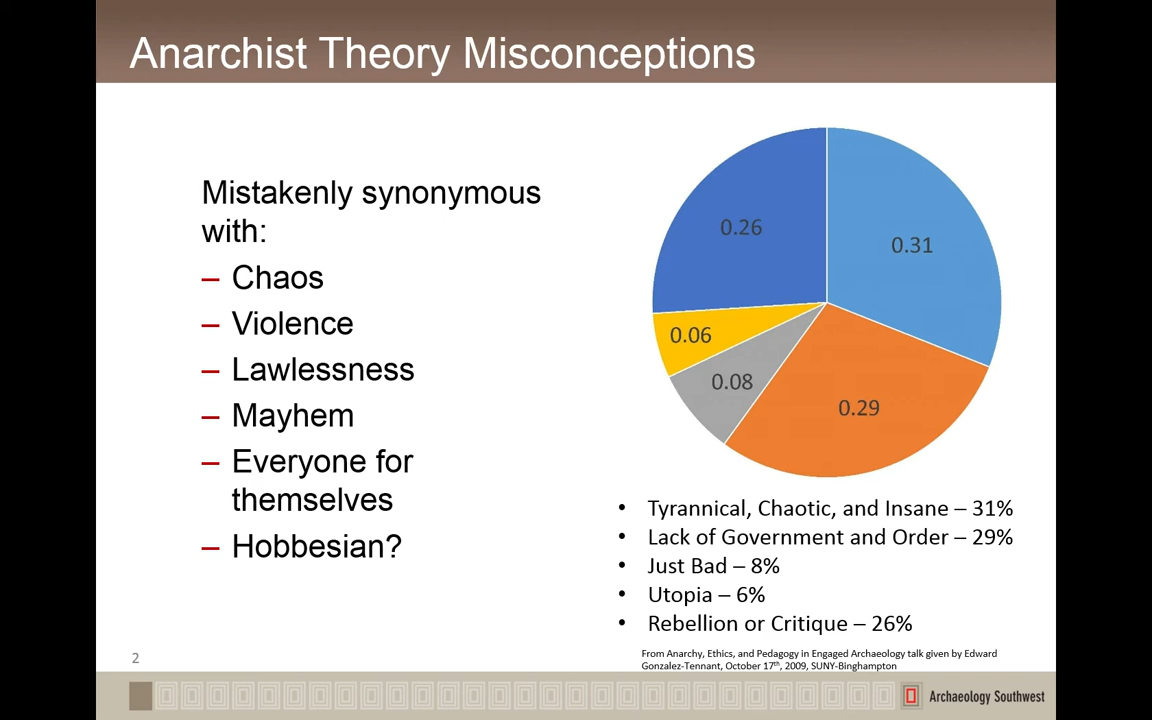 Anarchist Theory Misconceptions
Mistakenly synonymous
with:
– Chaos
– Violence
– Lawlessness
– Mayhem
– Everyone for
themselves
– Hobbesian?
0.26
0.31
0.06
0.08
0.29
• Tyrannical, Chaotic, and Insane – 31%
• Lack of Government and Order – 29%
• Just Bad – 8%
• Utopia – 6%
• Rebellion or Critique – 26%
From Anarchy, Ethics, and Pedagogy in Engaged Archaeology talk given by Edward
Gonzalez-Tennant, October 17th, 2009, SUNY-Binghampton
2
Archaeology Southwest